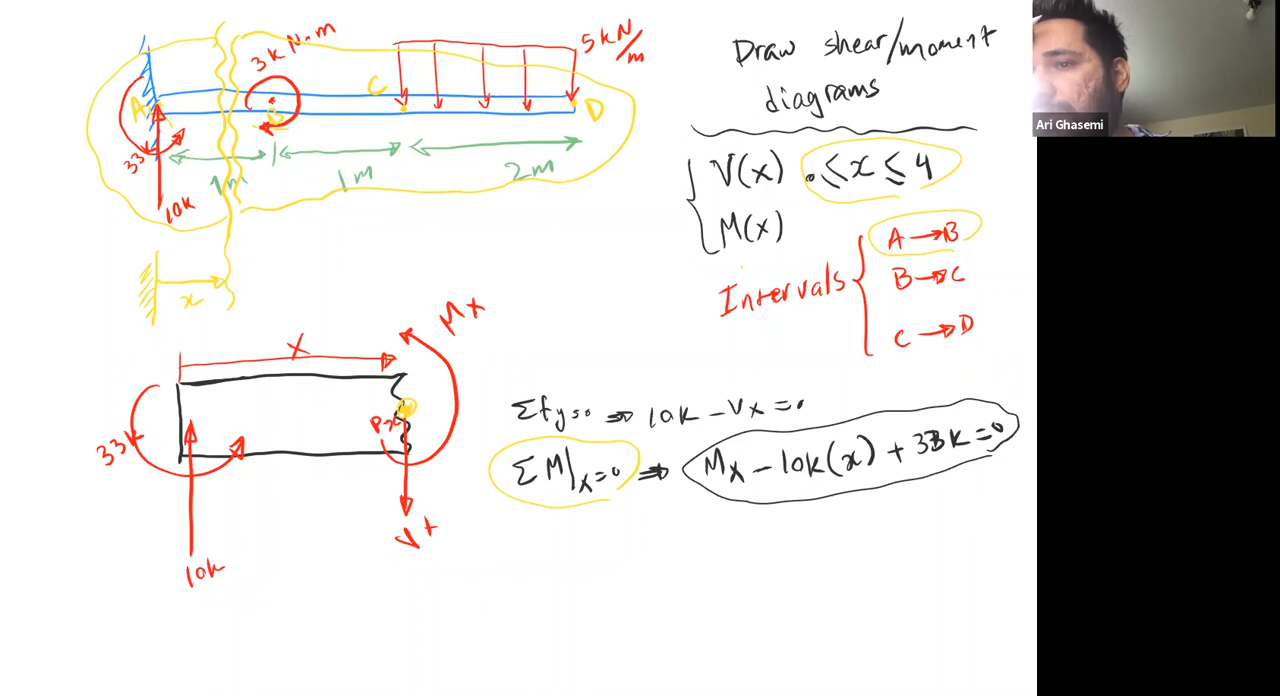 3k N.m
5kN/m
C
A
B
D
33
1m
1m
2m
10k
x
Draw shear/moment
diagrams
V(x) 0≤x≤4
M(x)
Intervals
A→B
B→C
C→D
Mx
X
33k
Px
V+
10k
Σfy=0 ⇒ 10k-Vx=0
ΣM|x=0 ⇒ Mx-10k(x)+33k=0
Ari Ghasemi